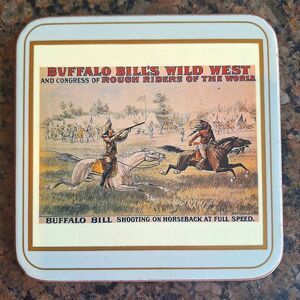 BUFFALO BILL'S WILD WEST
AND CONGRESS OF ROUGH RIDERS OF THE WORLD.
BUFFALO BILL SHOOTING ON HORSEBACK AT FULL SPEED.